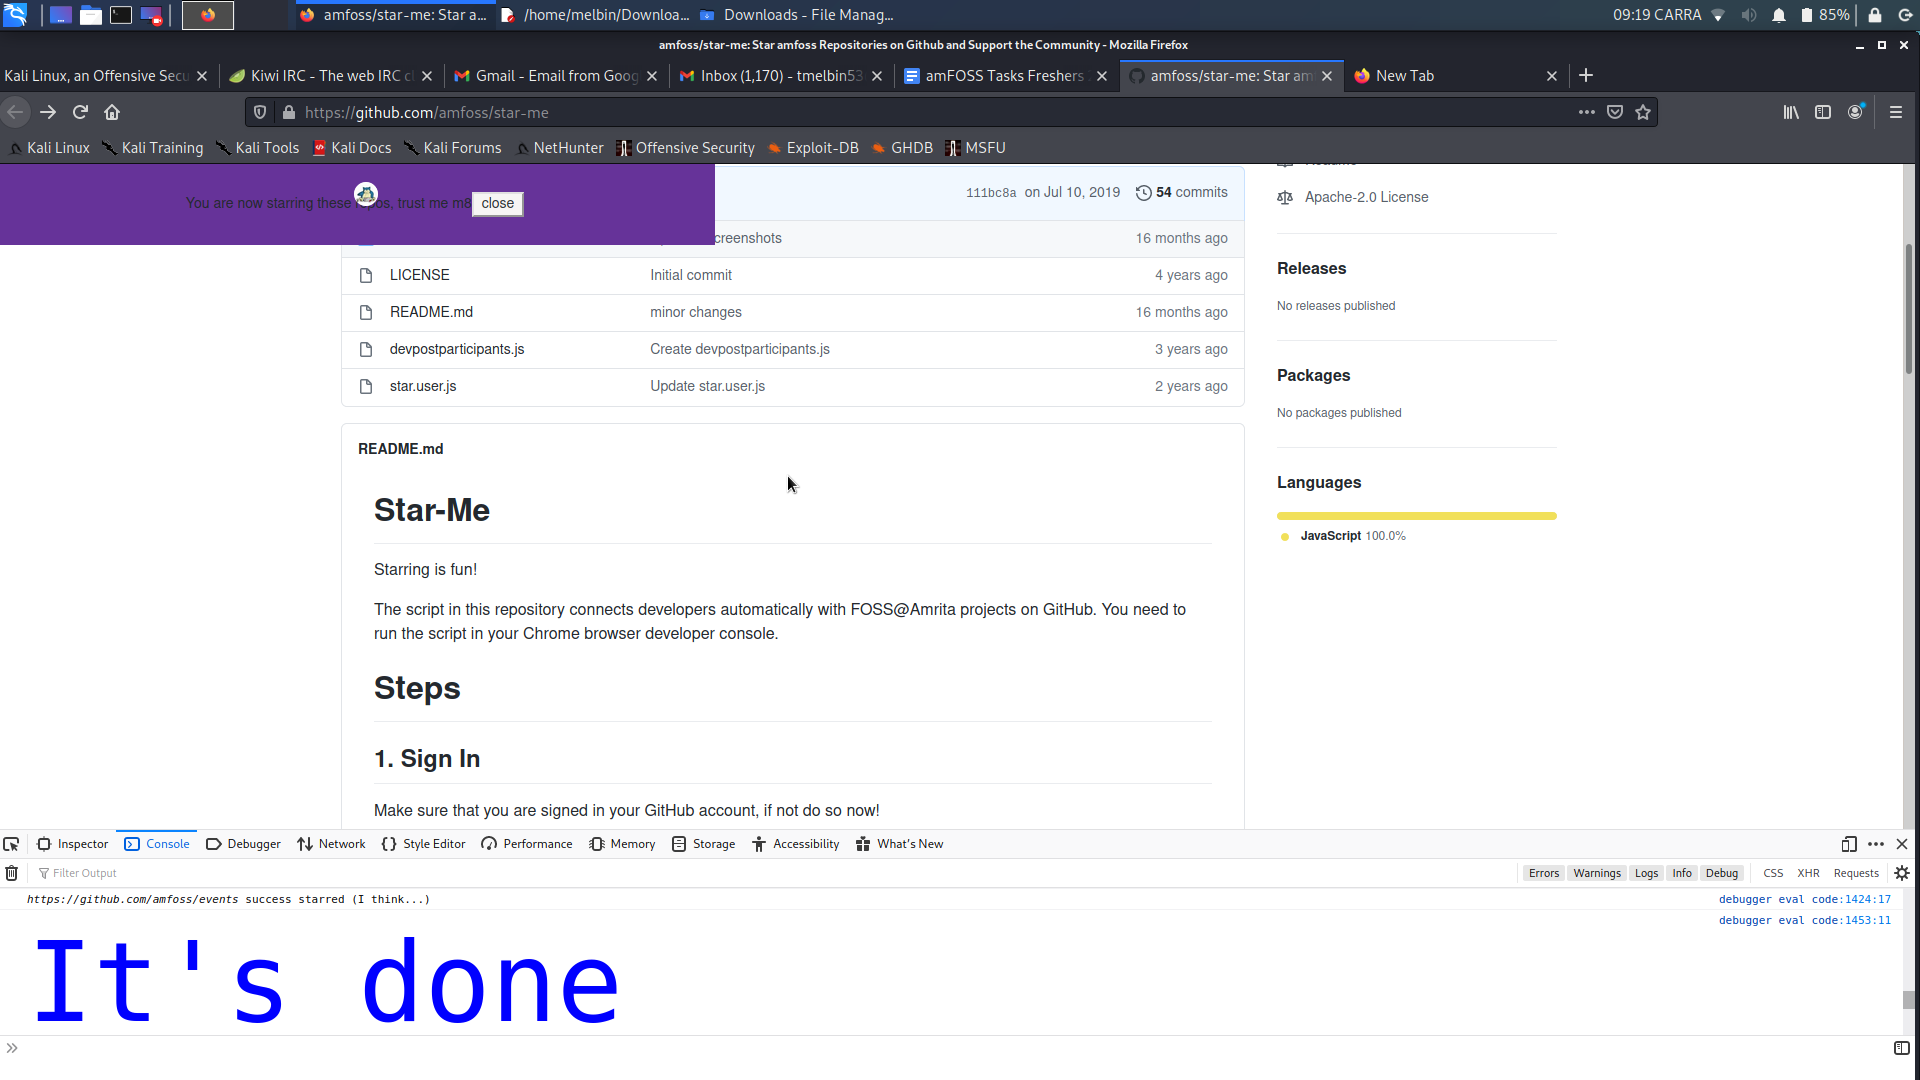 amfoss/star-me: Star a...
/home/melbin/Downloa...
Downloads - File Manag...
09:19 CARRA
85%
amfoss/star-me: Star amfoss Repositories on Github and Support the Community - Mozilla Firefox
Kali Linux, an Offensive Secu
Kiwi IRC - The web IRC c
Gmail - Email from Goog
Inbox (1,170) - tmelbin53
amFOSS Tasks Freshers
amfoss/star-me: Star am
New Tab
https://github.com/amfoss/star-me
Kali Linux
Kali Training
Kali Tools
Kali Docs
Kali Forums
NetHunter
Offensive Security
Exploit-DB
GHDB
MSFU
You are now starring these repos, trust me m8
close
111bc8a on Jul 10, 2019
54 commits
creenshots
16 months ago
LICENSE
Initial commit
4 years ago
README.md
minor changes
16 months ago
devpostparticipants.js
Create devpostparticipants.js
3 years ago
star.user.js
Update star.user.js
2 years ago
Apache-2.0 License
Releases
No releases published
Packages
No packages published
Languages
JavaScript 100.0%
README.md
Star-Me
Starring is fun!
The script in this repository connects developers automatically with FOSS@Amrita projects on GitHub. You need to
run the script in your Chrome browser developer console.
Steps
1. Sign In
Make sure that you are signed in your GitHub account, if not do so now!
Inspector
Console
Debugger
Network
Style Editor
Performance
Memory
Storage
Accessibility
What's New
Filter Output
Errors
Warnings
Logs
Info
Debug
CSS
XHR
Requests
https://github.com/amfoss/events success starred (I think...)
debugger eval code:1424:17
debugger eval code:1453:11
It's done